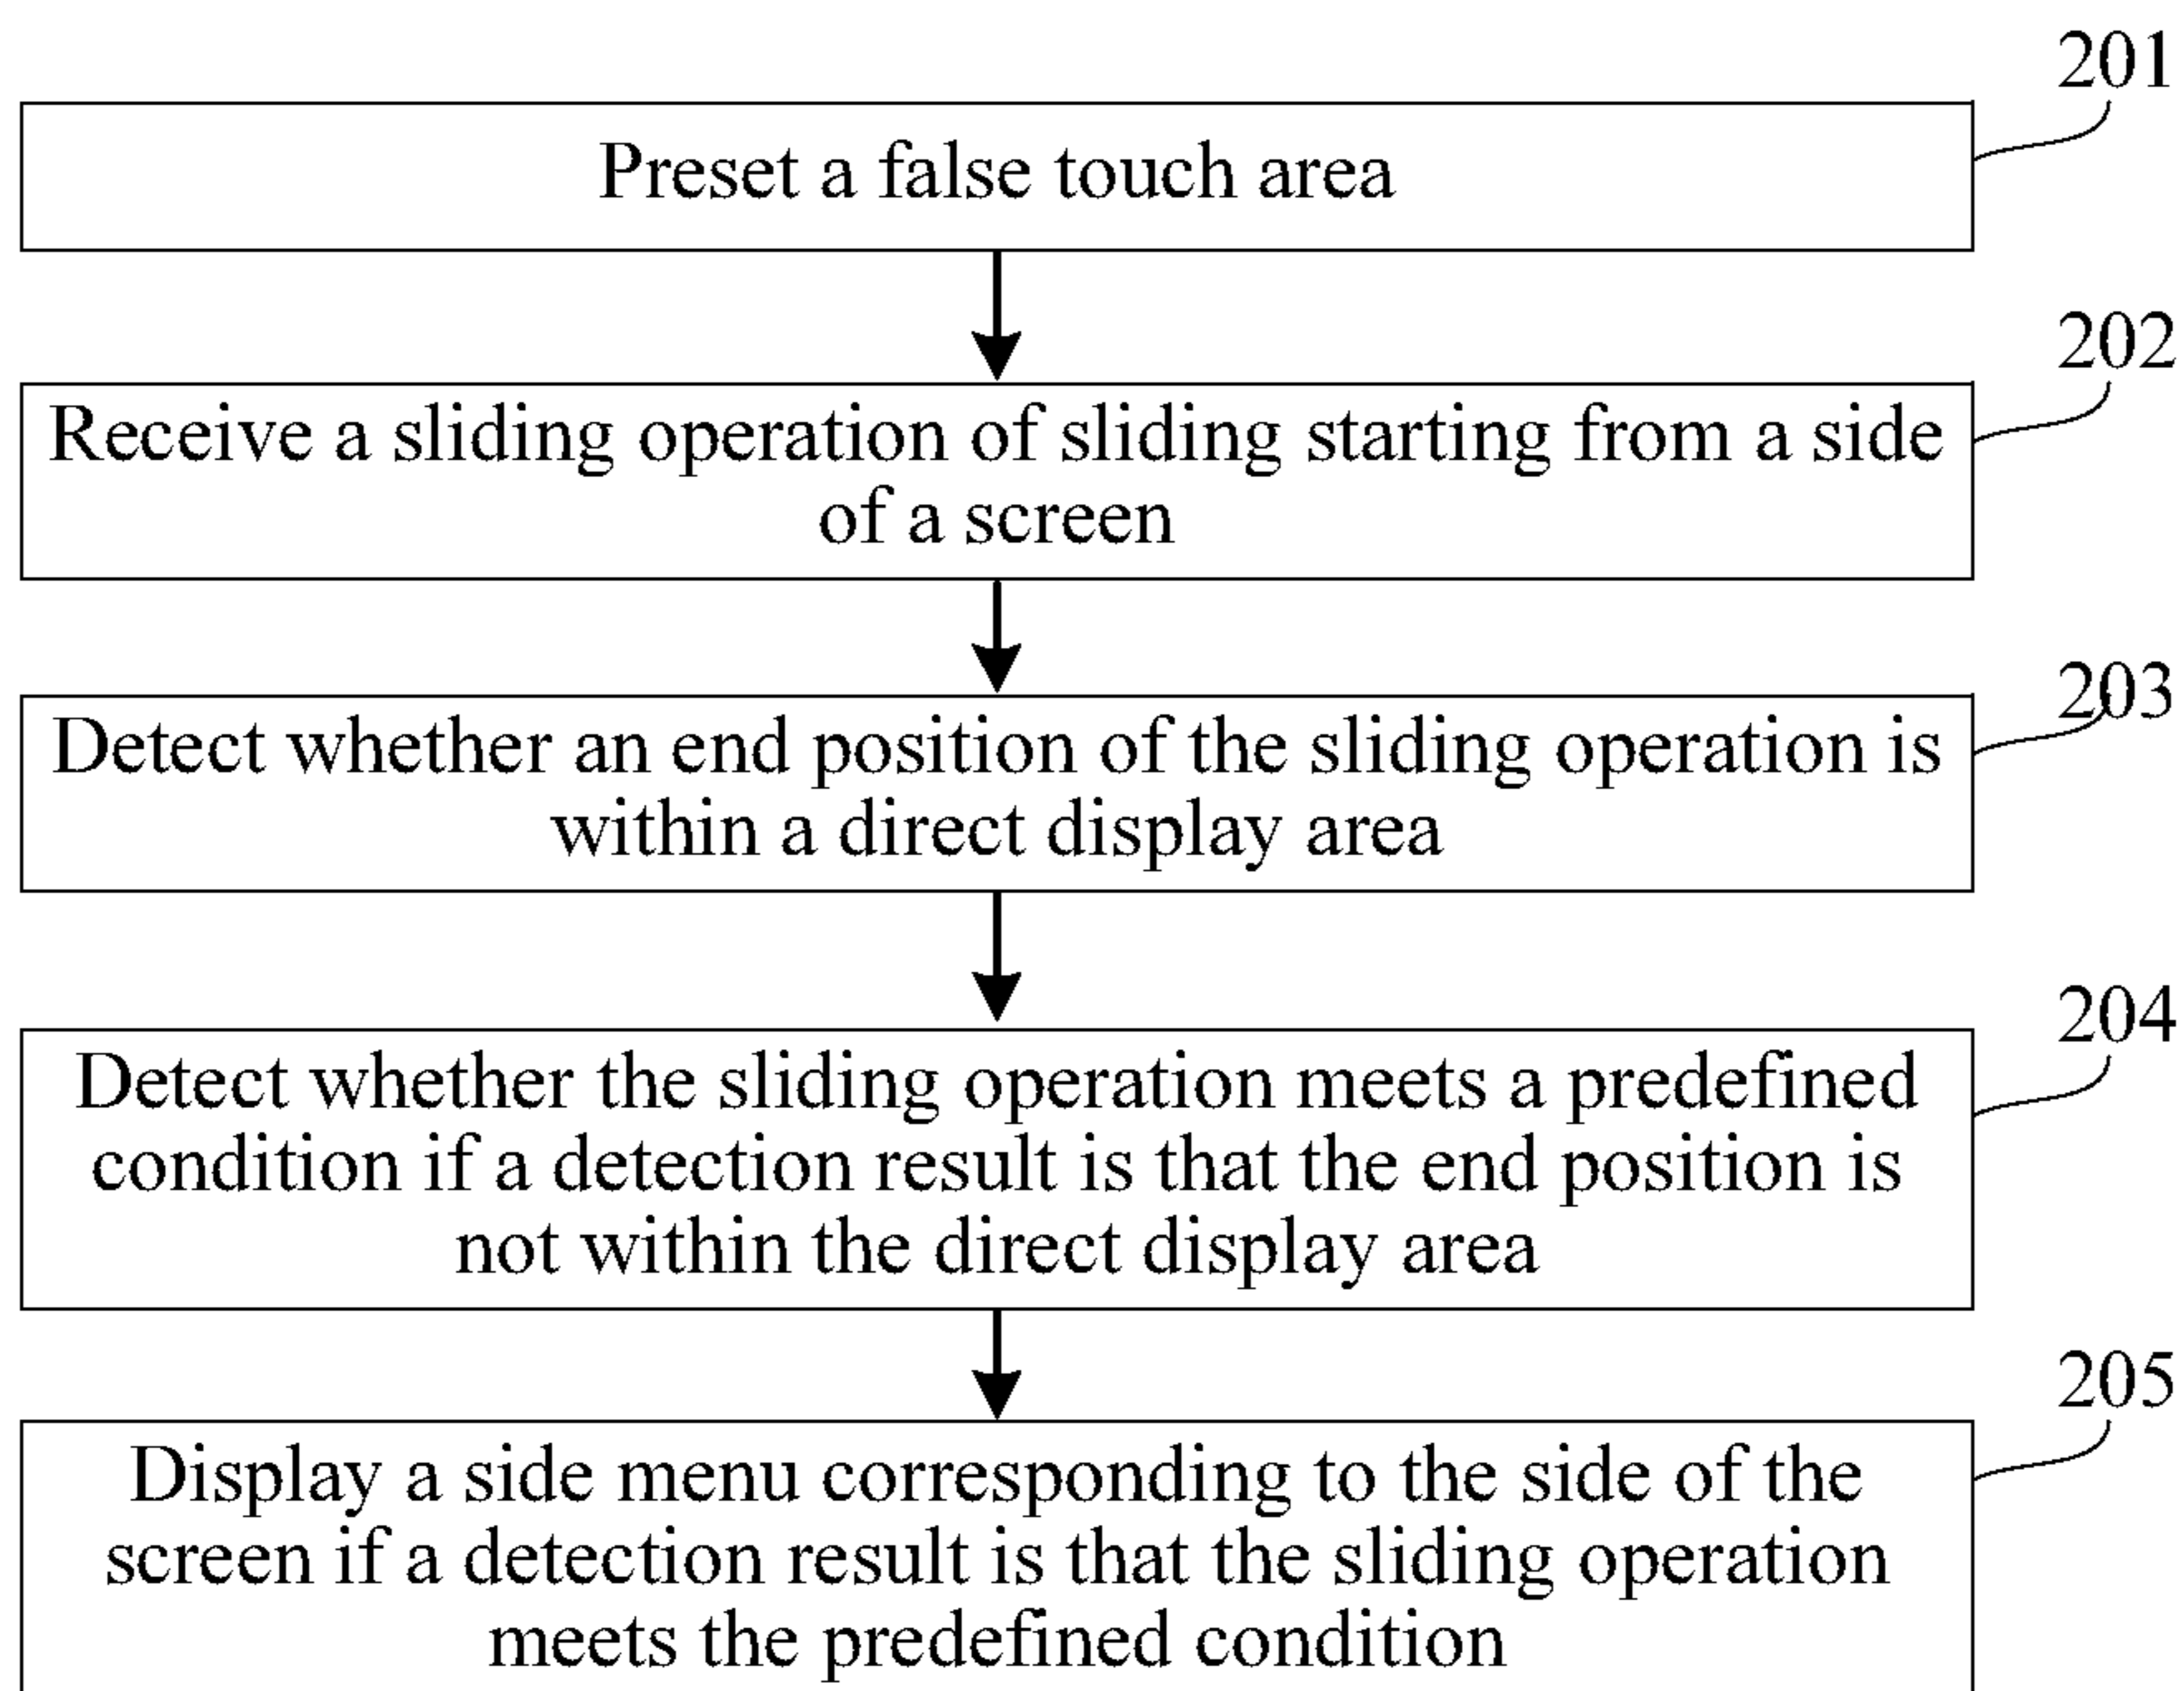 201
Preset a false touch area
202
Receive a sliding operation of sliding starting from a side
of a screen
203
Detect whether an end position of the sliding operation is
within a direct display area
204
Detect whether the sliding operation meets a predefined
condition if a detection result is that the end position is
not within the direct display area
205
Display a side menu corresponding to the side of the
screen if a detection result is that the sliding operation
meets the predefined condition